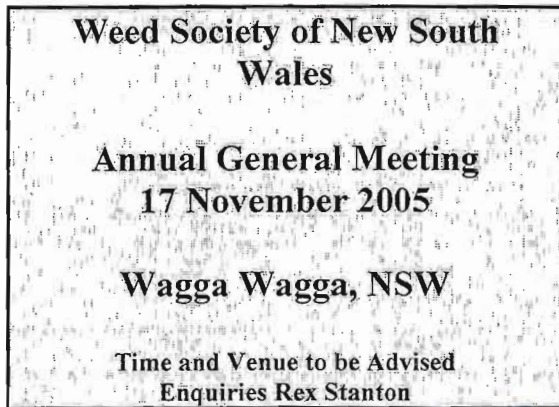 Weed Society of New South
Wales
Annual General Meeting
17 November 2005
Wagga Wagga, NSW
Time and Venue to be Advised
Enquiries Rex Stanton